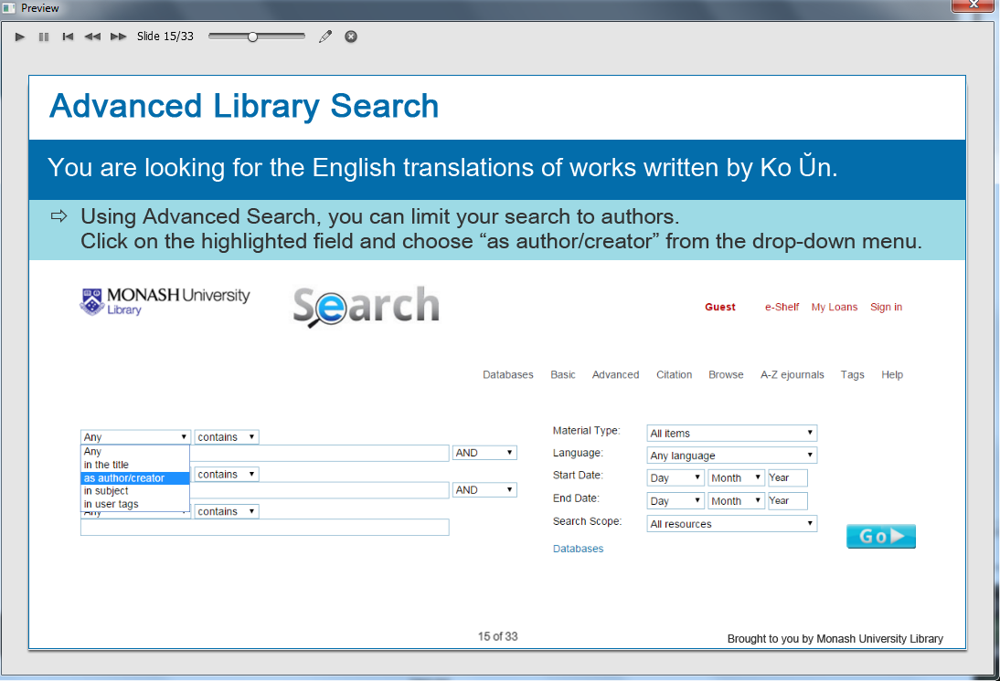 Preview
Slide 15/33
Advanced Library Search
You are looking for the English translations of works written by Ko Ŭn.
⇨ Using Advanced Search, you can limit your search to authors.
Click on the highlighted field and choose “as author/creator” from the drop-down menu.
MONASH University
Library
Search
Guest e-Shelf My Loans Sign in
Databases Basic Advanced Citation Browse A-Z ejournals Tags Help
Any contains
Any
in the title
as author/creator
in subject
in user tags
AND
contains
AND
Any contains
Material Type: All items
Language: Any language
Start Date: Day Month Year
End Date: Day Month Year
Search Scope: All resources
Databases
Go
15 of 33
Brought to you by Monash University Library